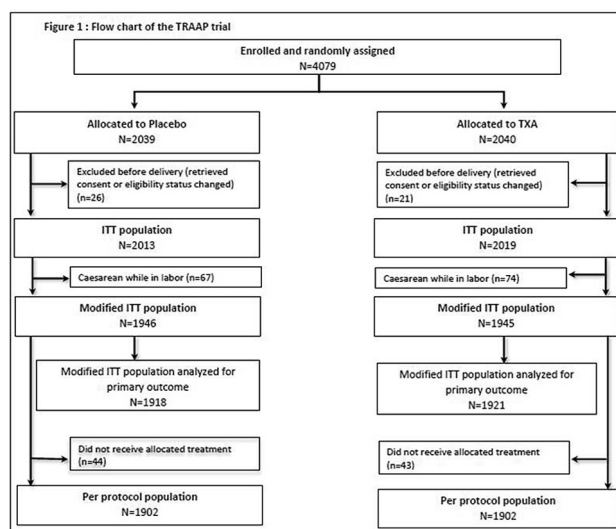 Figure 1 : Flow chart of the TRAAP trial
Enrolled and randomly assigned
N=4079
Allocated to Placebo
N=2039
Allocated to TXA
N=2040
Excluded before delivery (retrieved
consent or eligibility status changed)
(n=26)
Excluded before delivery (retrieved
consent or eligibility status changed)
(n=21)
ITT population
N=2013
ITT population
N=2019
Caesarean while in labor (n=67)
Caesarean while in labor (n=74)
Modified ITT population
N=1946
Modified ITT population
N=1945
Modified ITT population analyzed for
primary outcome
N=1918
Modified ITT population analyzed for
primary outcome
N=1921
Did not receive allocated treatment
(n=44)
Did not receive allocated treatment
(n=43)
Per protocol population
N=1902
Per protocol population
N=1902